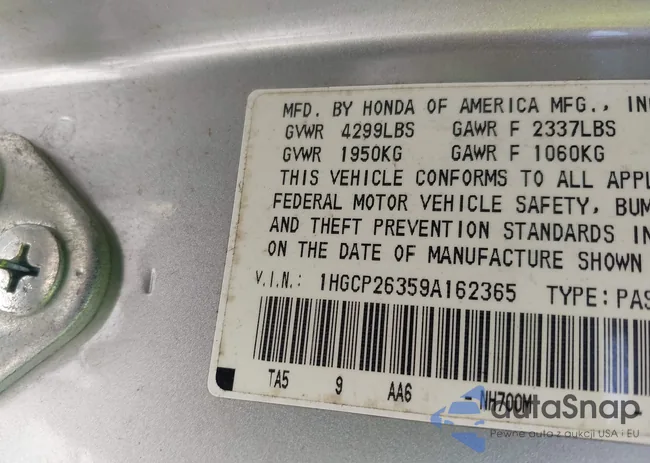 MFD. BY HONDA OF AMERICA MFG., IN
GVWR 4299LBS GAWR F 2337LBS
GVWR 1950KG GAWR F 1060KG
THIS VEHICLE CONFORMS TO ALL APPL
FEDERAL MOTOR VEHICLE SAFETY, BUM
AND THEFT PREVENTION STANDARDS IN
ON THE DATE OF MANUFACTURE SHOWN
V.I.N.: 1HGCP26359A162365 TYPE:PAS
TA5 9 AA6 - NH700M
autoSnap
Pewne auta z aukcji USA i EU